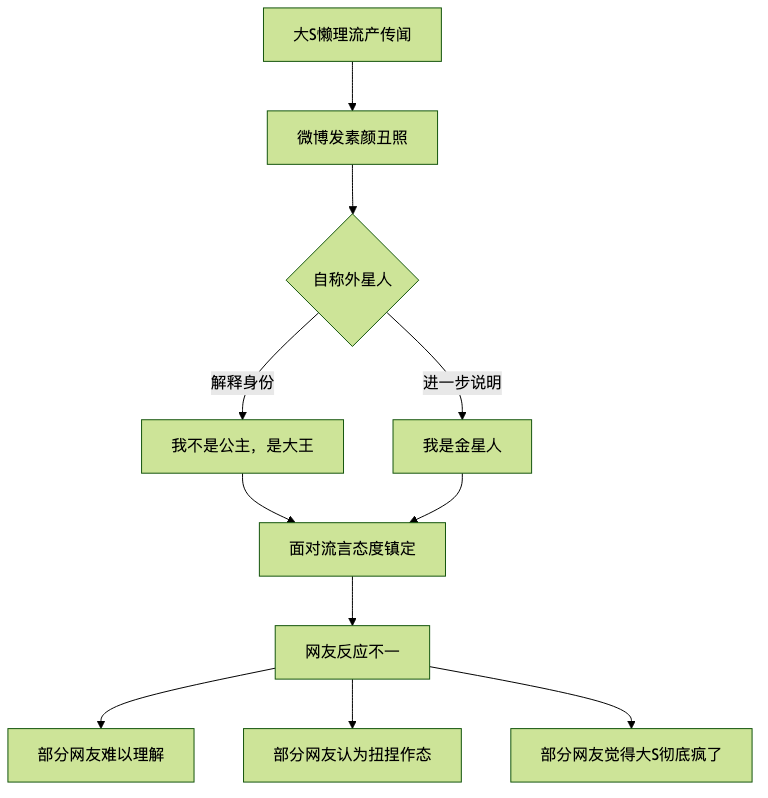 大S懒理流产传闻
微博发素颜丑照
自称外星人
解释身份
进一步说明
我不是公主，是大王
我是金星人
面对流言态度镇定
网友反应不一
部分网友难以理解
部分网友认为扭捏作态
部分网友觉得大S彻底疯了